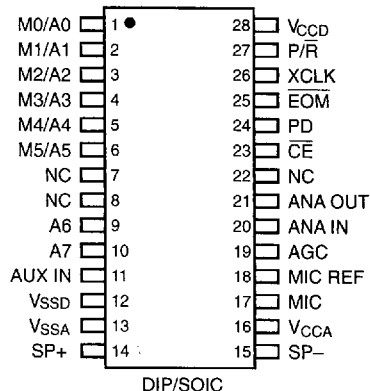 M0/A0 1 28 VCCD
M1/A1 2 27 P/R̅
M2/A2 3 26 XCLK
M3/A3 4 25 E̅O̅M̅
M4/A4 5 24 PD
M5/A5 6 23 C̅E̅
NC 7 22 NC
NC 8 21 ANA OUT
A6 9 20 ANA IN
A7 10 19 AGC
AUX IN 11 18 MIC REF
VSSD 12 17 MIC
VSSA 13 16 VCCA
SP+ 14 15 SP–
DIP/SOIC